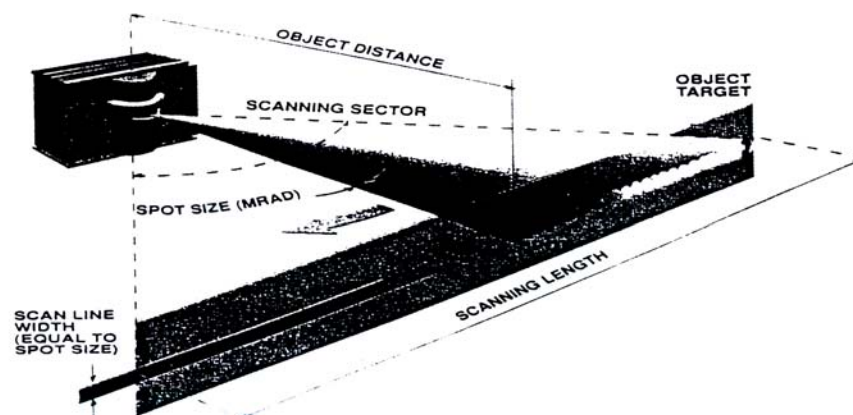 OBJECT DISTANCE
OBJECT
TARGET
SCANNING SECTOR
SPOT SIZE (MRAD)
SCANNING LENGTH
SCAN LINE
WIDTH
(EQUAL TO
SPOT SIZE)